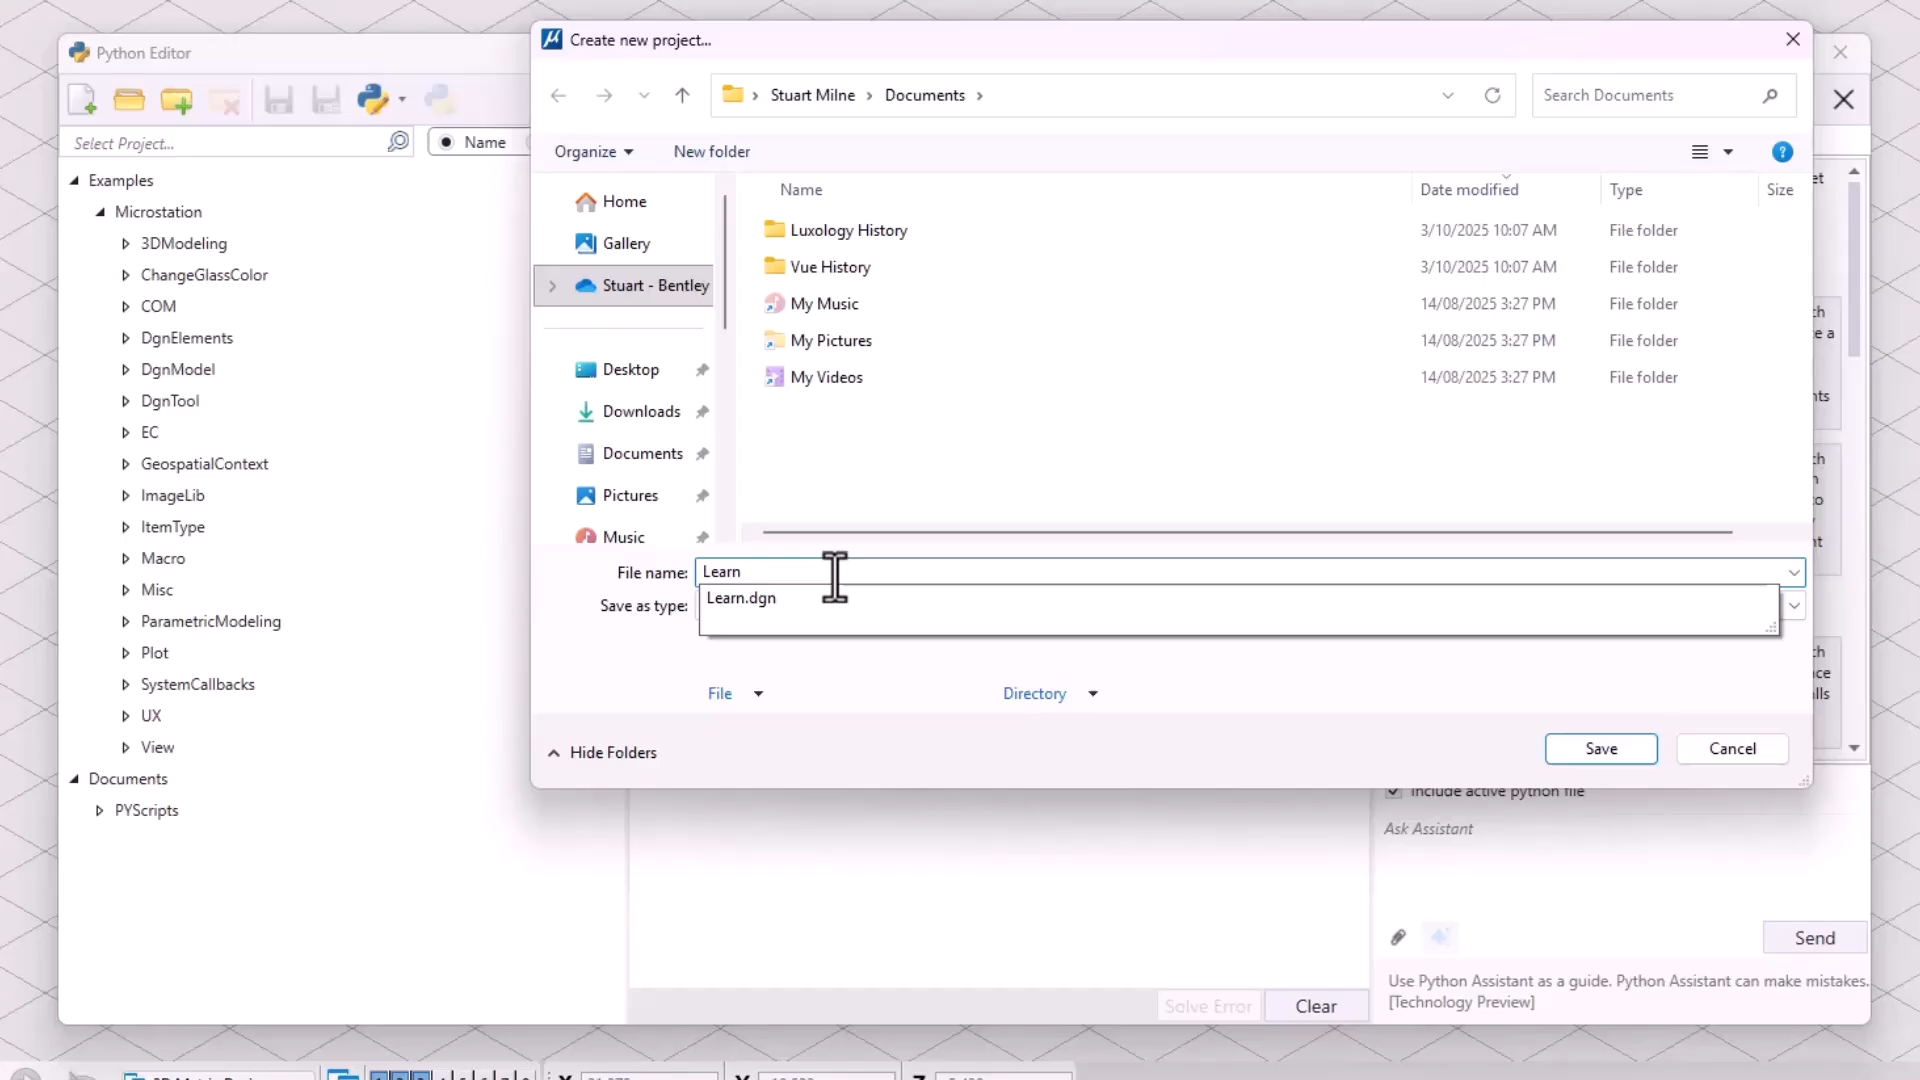 Python Editor
Select Project...
Name
Examples
Microstation
3DModeling
ChangeGlassColor
COM
DgnElements
DgnModel
DgnTool
EC
GeospatialContext
ImageLib
ItemType
Macro
Misc
ParametricModeling
Plot
SystemCallbacks
UX
View
Documents
PYScripts
Create new project...
Stuart Milne › Documents ›
Search Documents
Organize
New folder
Home
Gallery
Stuart - Bentley
Desktop
Downloads
Documents
Pictures
Music
Name Date modified Type Size
Luxology History 3/10/2025 10:07 AM File folder
Vue History 3/10/2025 10:07 AM File folder
My Music 14/08/2025 3:27 PM File folder
My Pictures 14/08/2025 3:27 PM File folder
My Videos 14/08/2025 3:27 PM File folder
File name: Learn
Learn.dgn
Save as type:
File
Directory
Hide Folders
Save
Cancel
Include active python file
Ask Assistant
Send
Use Python Assistant as a guide. Python Assistant can make mistakes.
[Technology Preview]
Solve Error
Clear